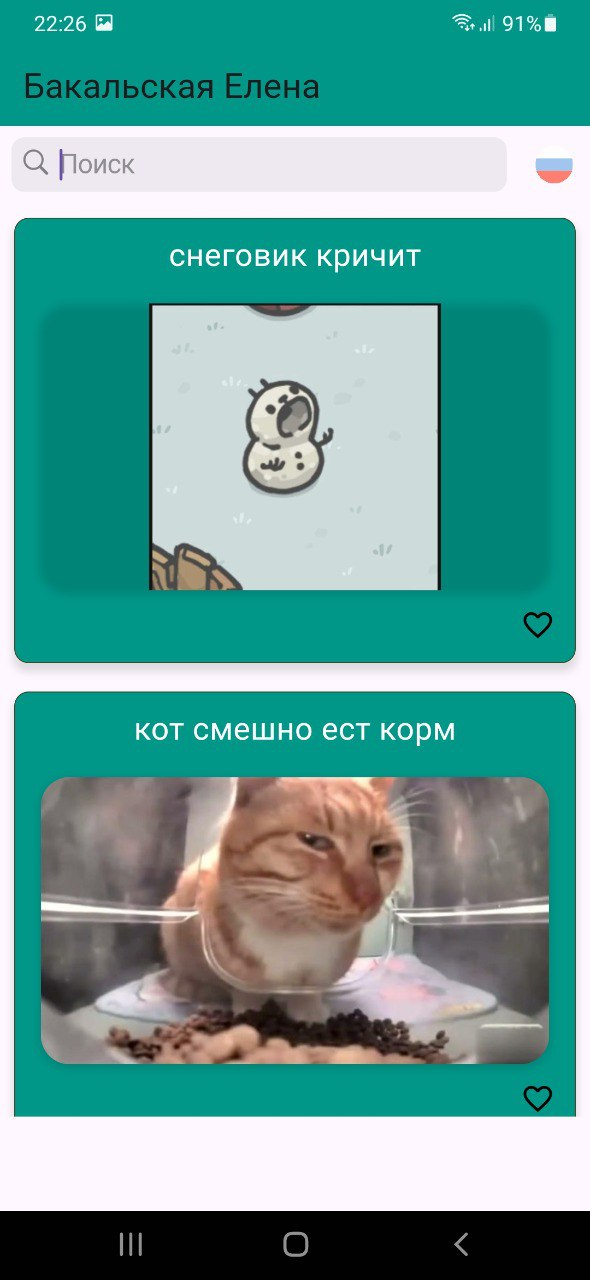 22:26
91%
Бакальская Елена
Поиск
снеговик кричит
кот смешно ест корм